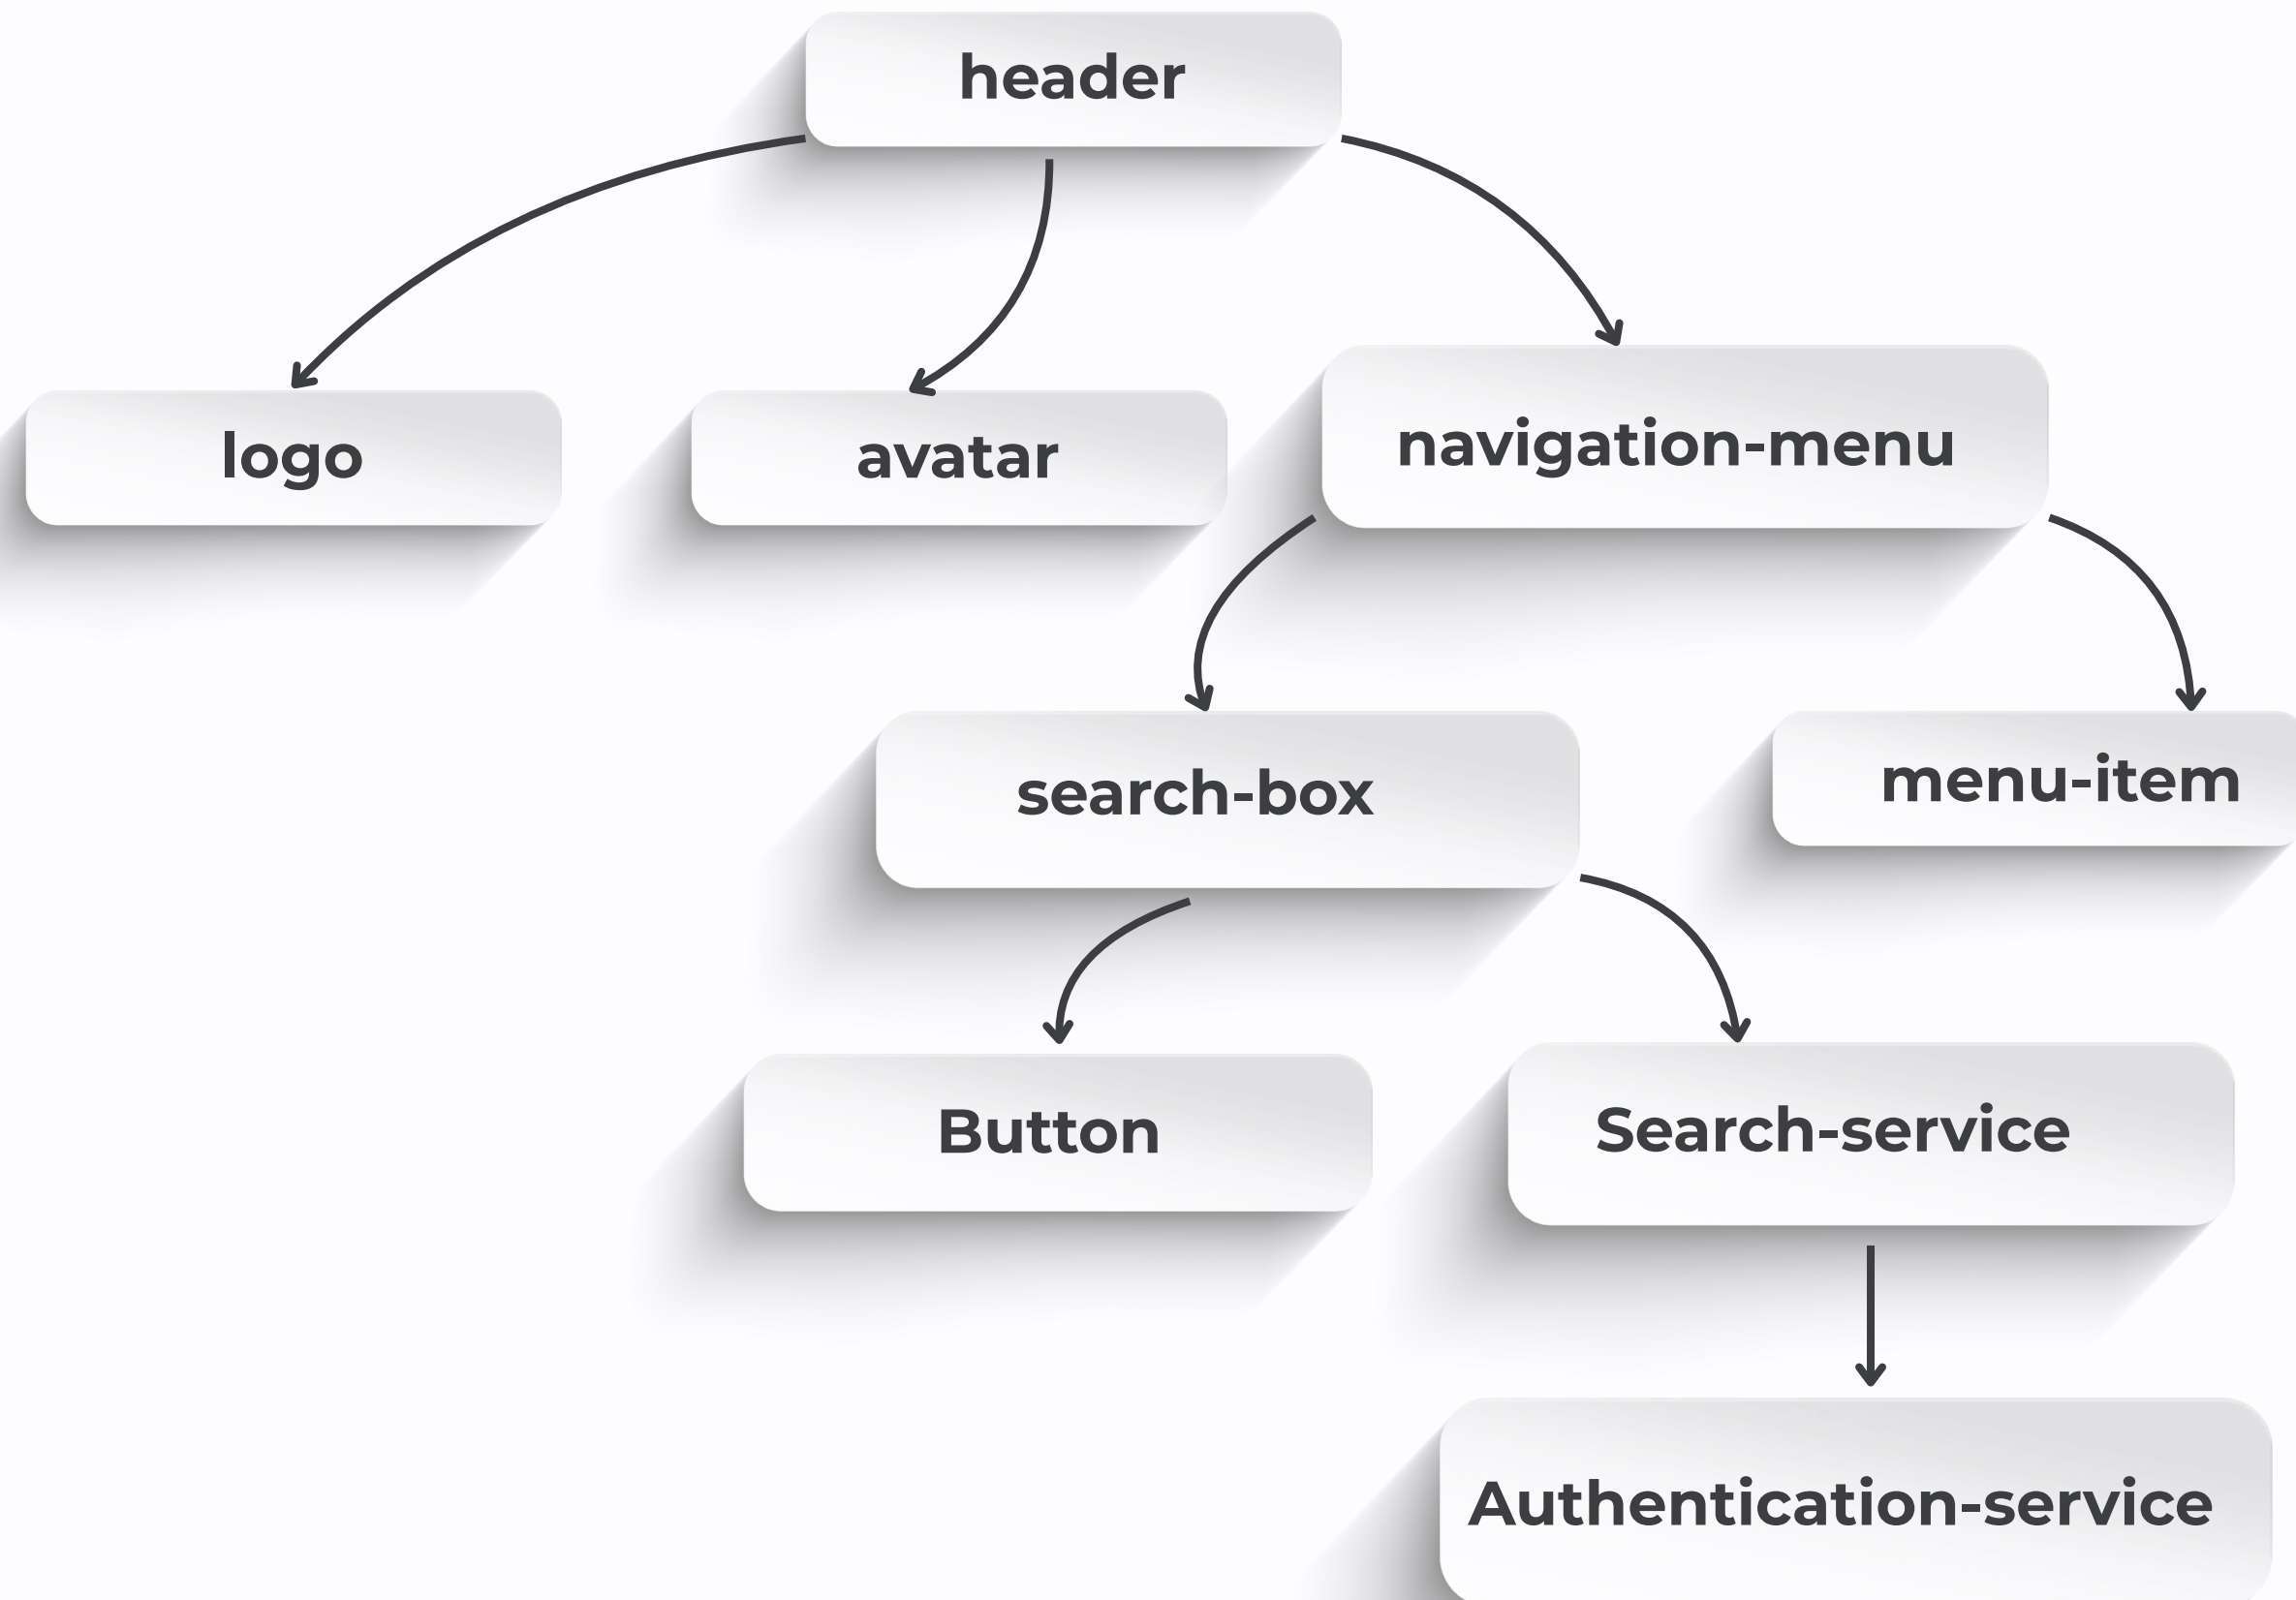 header
logo
avatar
navigation-menu
search-box
menu-item
Button
Search-service
Authentication-service